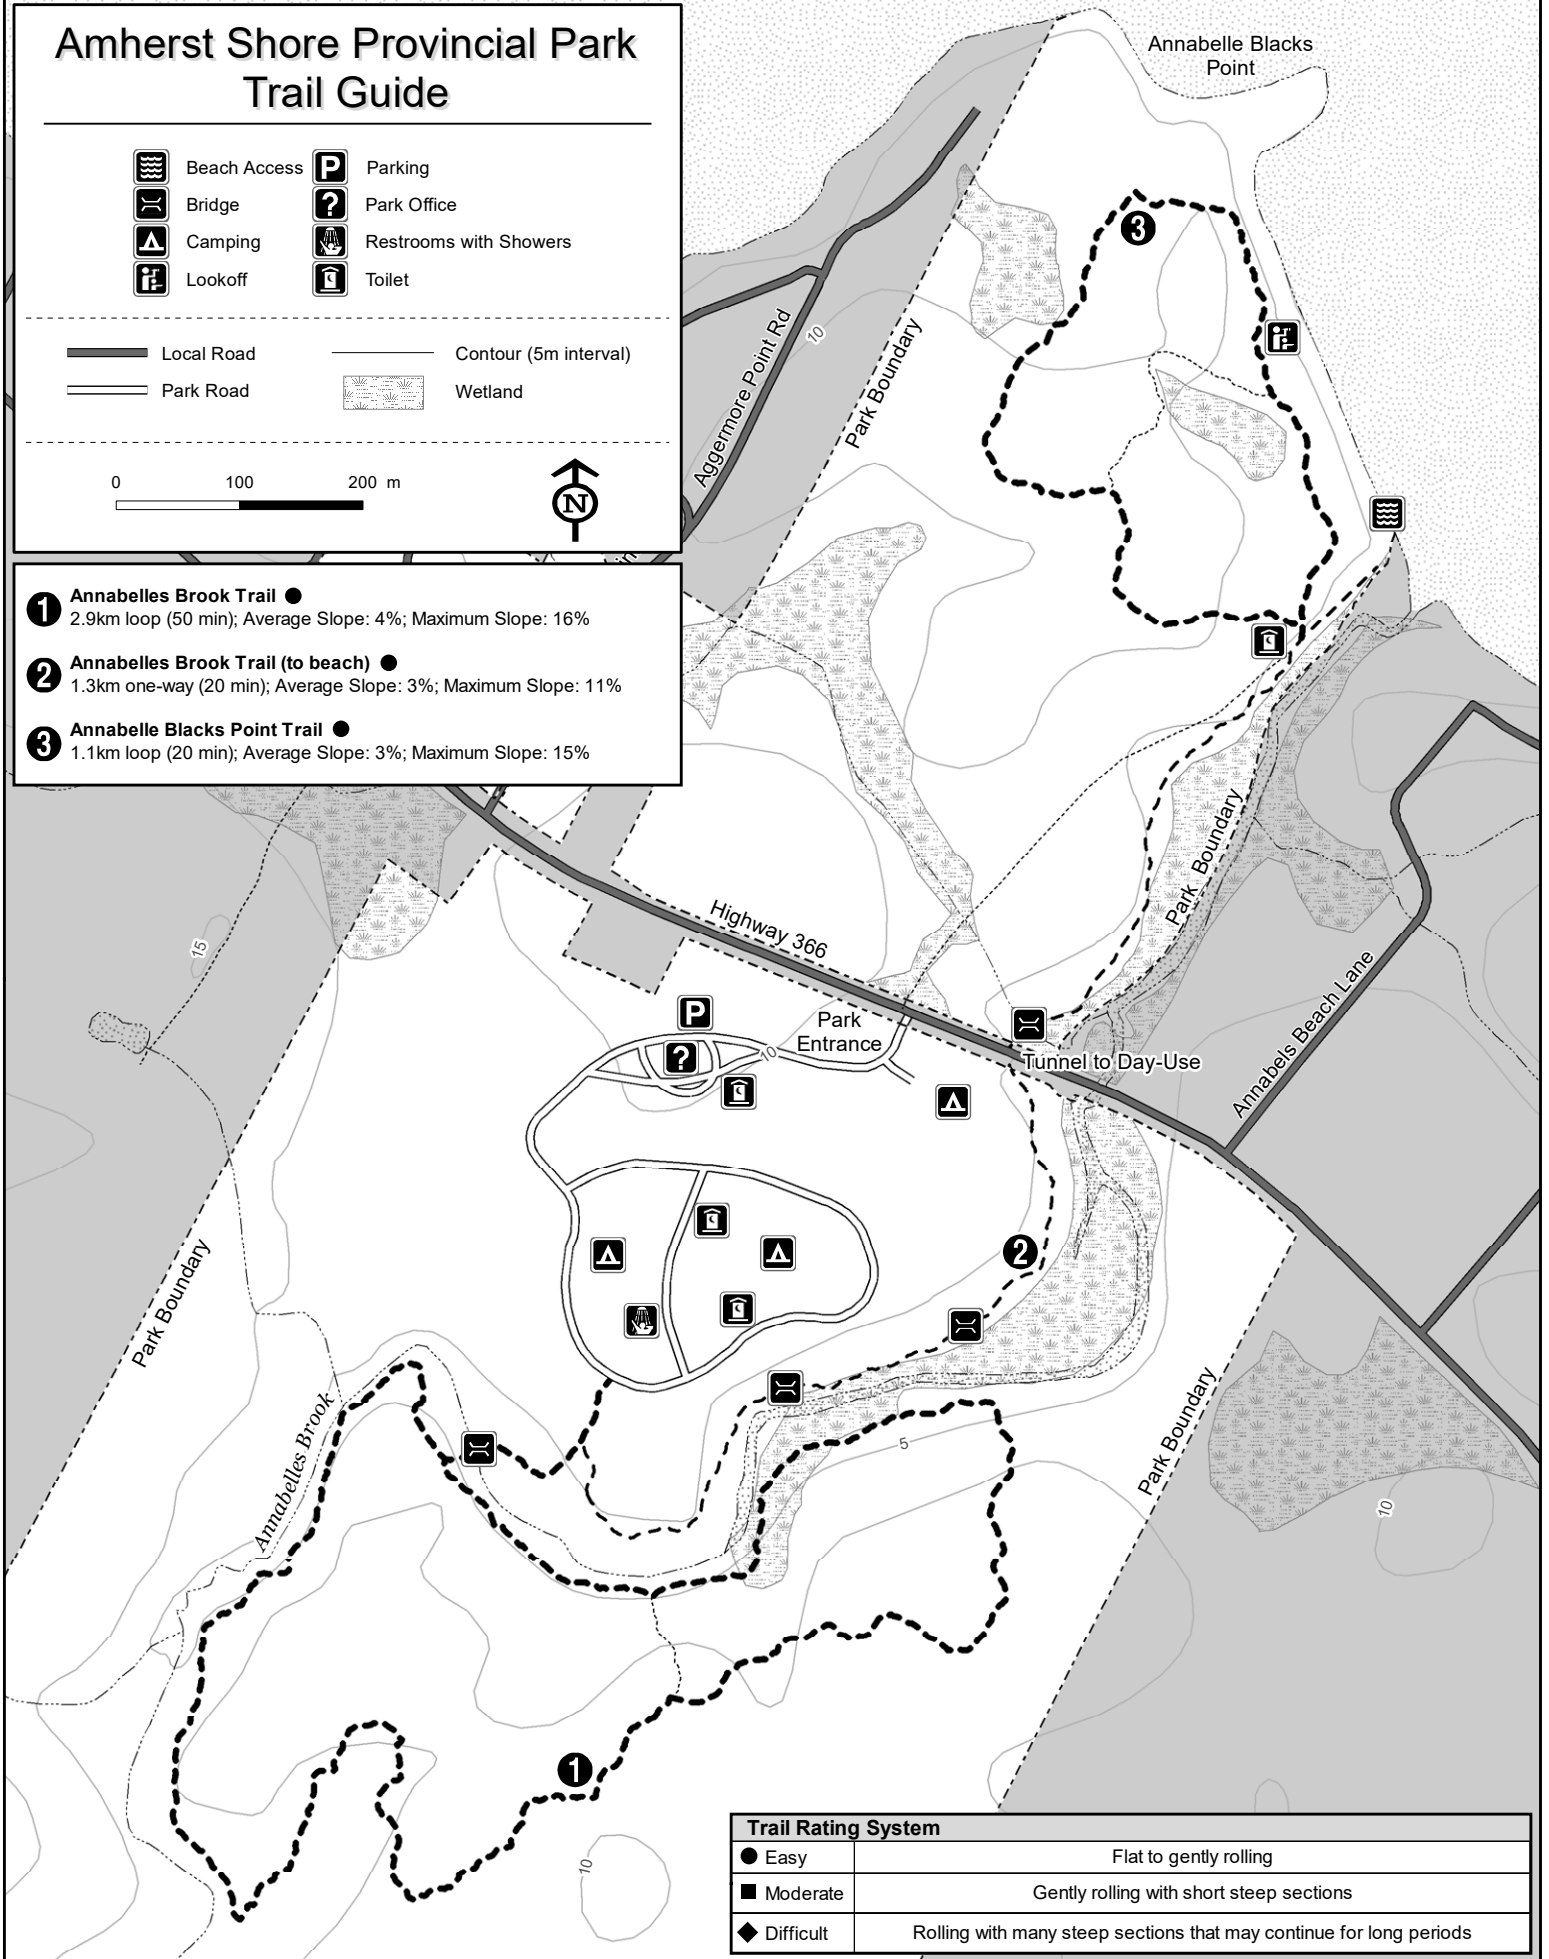 Amherst Shore Provincial Park
Trail Guide
Beach Access
Parking
Bridge
Park Office
Camping
Restrooms with Showers
Lookoff
Toilet
Local Road
Contour (5m interval)
Park Road
Wetland
0 100 200 m
N
1 Annabelles Brook Trail ●
2.9km loop (50 min); Average Slope: 4%; Maximum Slope: 16%
2 Annabelles Brook Trail (to beach) ●
1.3km one-way (20 min); Average Slope: 3%; Maximum Slope: 11%
3 Annabelle Blacks Point Trail ●
1.1km loop (20 min); Average Slope: 3%; Maximum Slope: 15%
Annabelle Blacks
Point
3
10
Aggermore Point Rd
Park Boundary
Park Boundary
Highway 366
15
P
Park
Entrance
?
10
Tunnel to Day-Use
Annabels Beach Lane
2
Park Boundary
Annabelles Brook
5
Park Boundary
10
1
10
Trail Rating System
● Easy Flat to gently rolling
■ Moderate Gently rolling with short steep sections
◆ Difficult Rolling with many steep sections that may continue for long periods